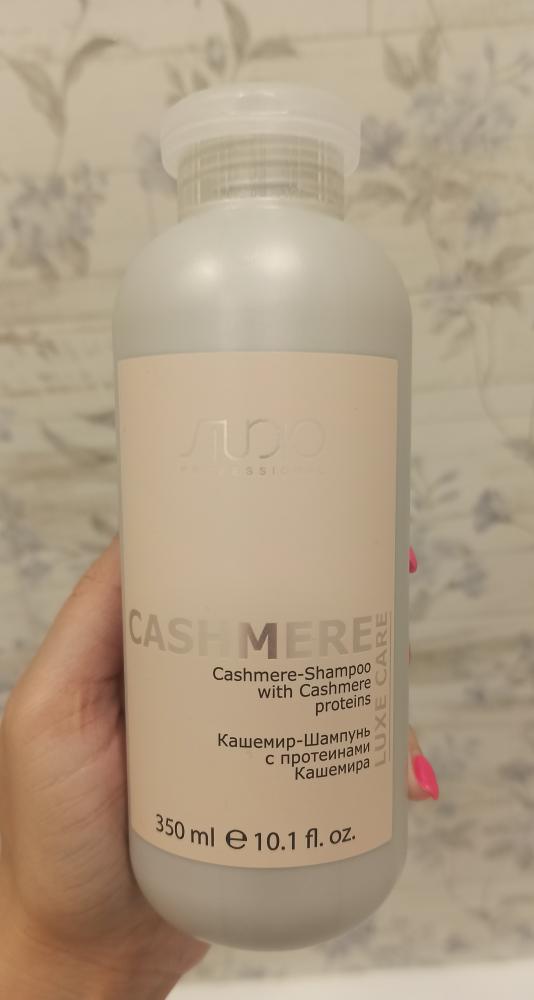 STUDIO
PROFESSIONAL
CASHMERE
LUXE CARE
Cashmere-Shampoo
with Cashmere
proteins
Кашемир-Шампунь
с протеинами
Кашемира
350 ml ℮ 10.1 fl. oz.